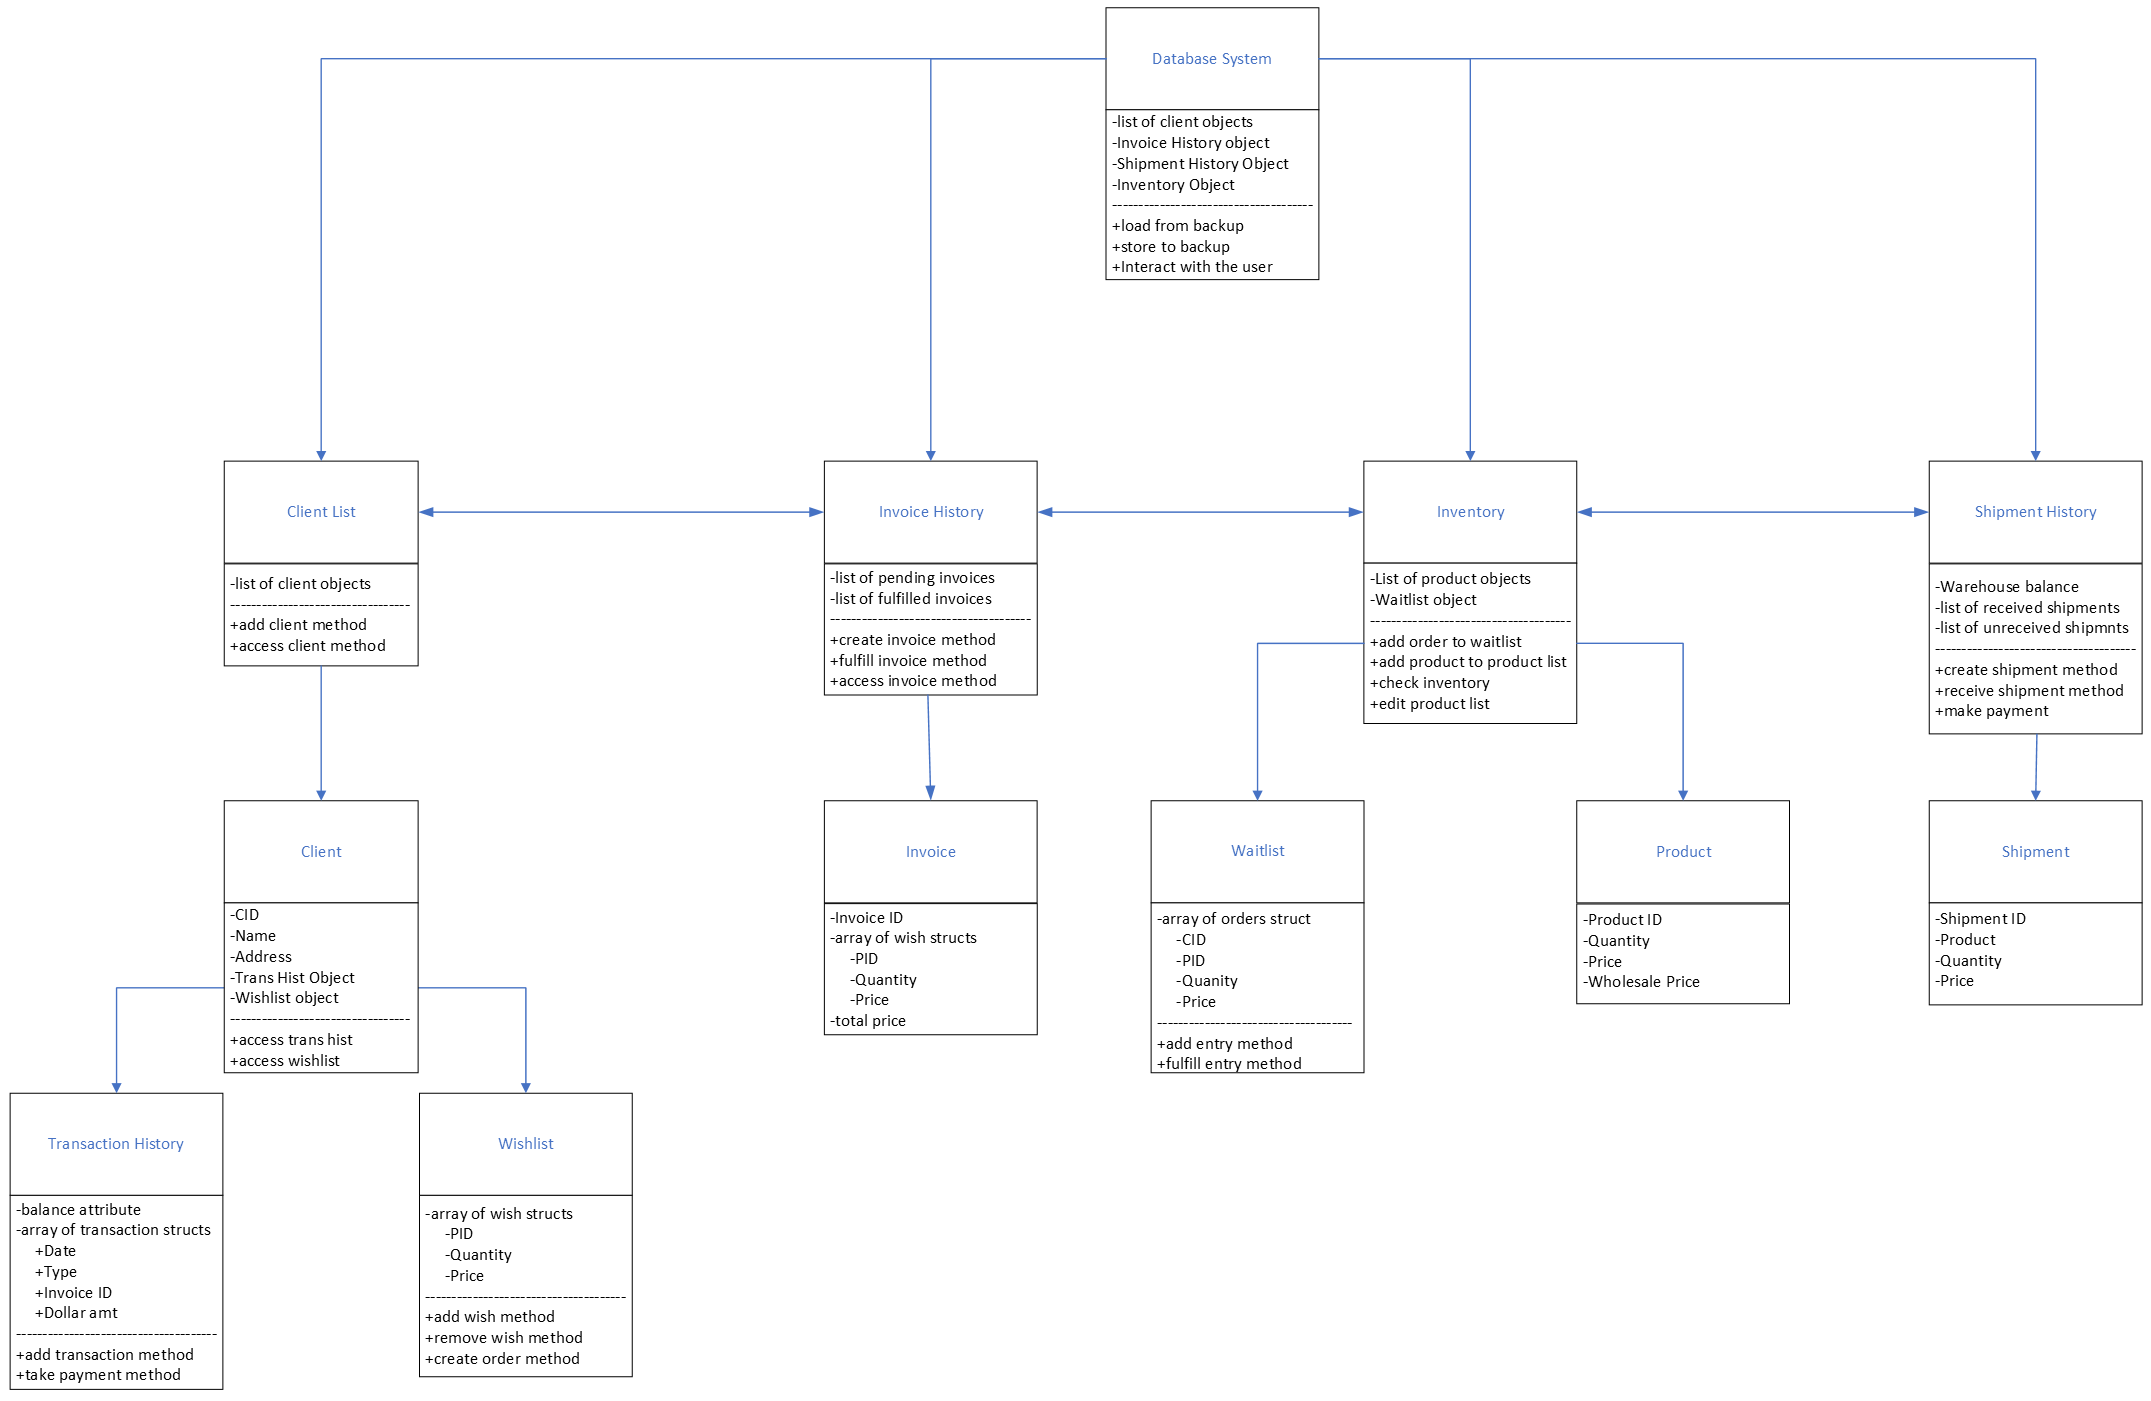 Database System
-list of client objects
-Invoice History object
-Shipment History Object
-Inventory Object
--------------------------------------
+load from backup
+store to backup
+Interact with the user
Client List
-list of client objects
----------------------------------
+add client method
+access client method
Invoice History
-list of pending invoices
-list of fulfilled invoices
--------------------------------------
+create invoice method
+fulfill invoice method
+access invoice method
Inventory
-List of product objects
-Waitlist object
--------------------------------------
+add order to waitlist
+add product to product list
+check inventory
+edit product list
Shipment History
-Warehouse balance
-list of received shipments
-list of unreceived shipmnts
--------------------------------------
+create shipment method
+receive shipment method
+make payment
Client
-CID
-Name
-Address
-Trans Hist Object
-Wishlist object
----------------------------------
+access trans hist
+access wishlist
Invoice
-Invoice ID
-array of wish structs
-PID
-Quantity
-Price
-total price
Waitlist
-array of orders struct
-CID
-PID
-Quanity
-Price
-------------------------------------
+add entry method
+fulfill entry method
Product
-Product ID
-Quantity
-Price
-Wholesale Price
Shipment
-Shipment ID
-Product
-Quantity
-Price
Transaction History
-balance attribute
-array of transaction structs
+Date
+Type
+Invoice ID
+Dollar amt
--------------------------------------
+add transaction method
+take payment method
Wishlist
-array of wish structs
-PID
-Quantity
-Price
--------------------------------------
+add wish method
+remove wish method
+create order method